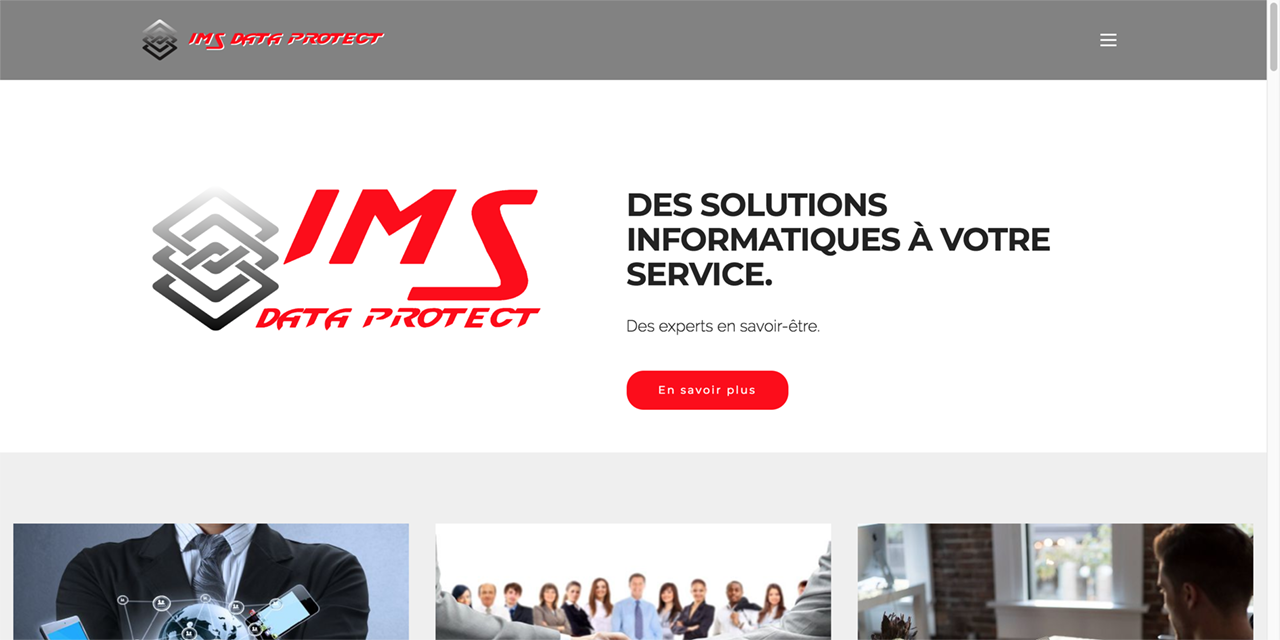 IMS DATA PROTECT
IMS
DATA PROTECT
DES SOLUTIONS
INFORMATIQUES À VOTRE
SERVICE.
Des experts en savoir-être.
En savoir plus